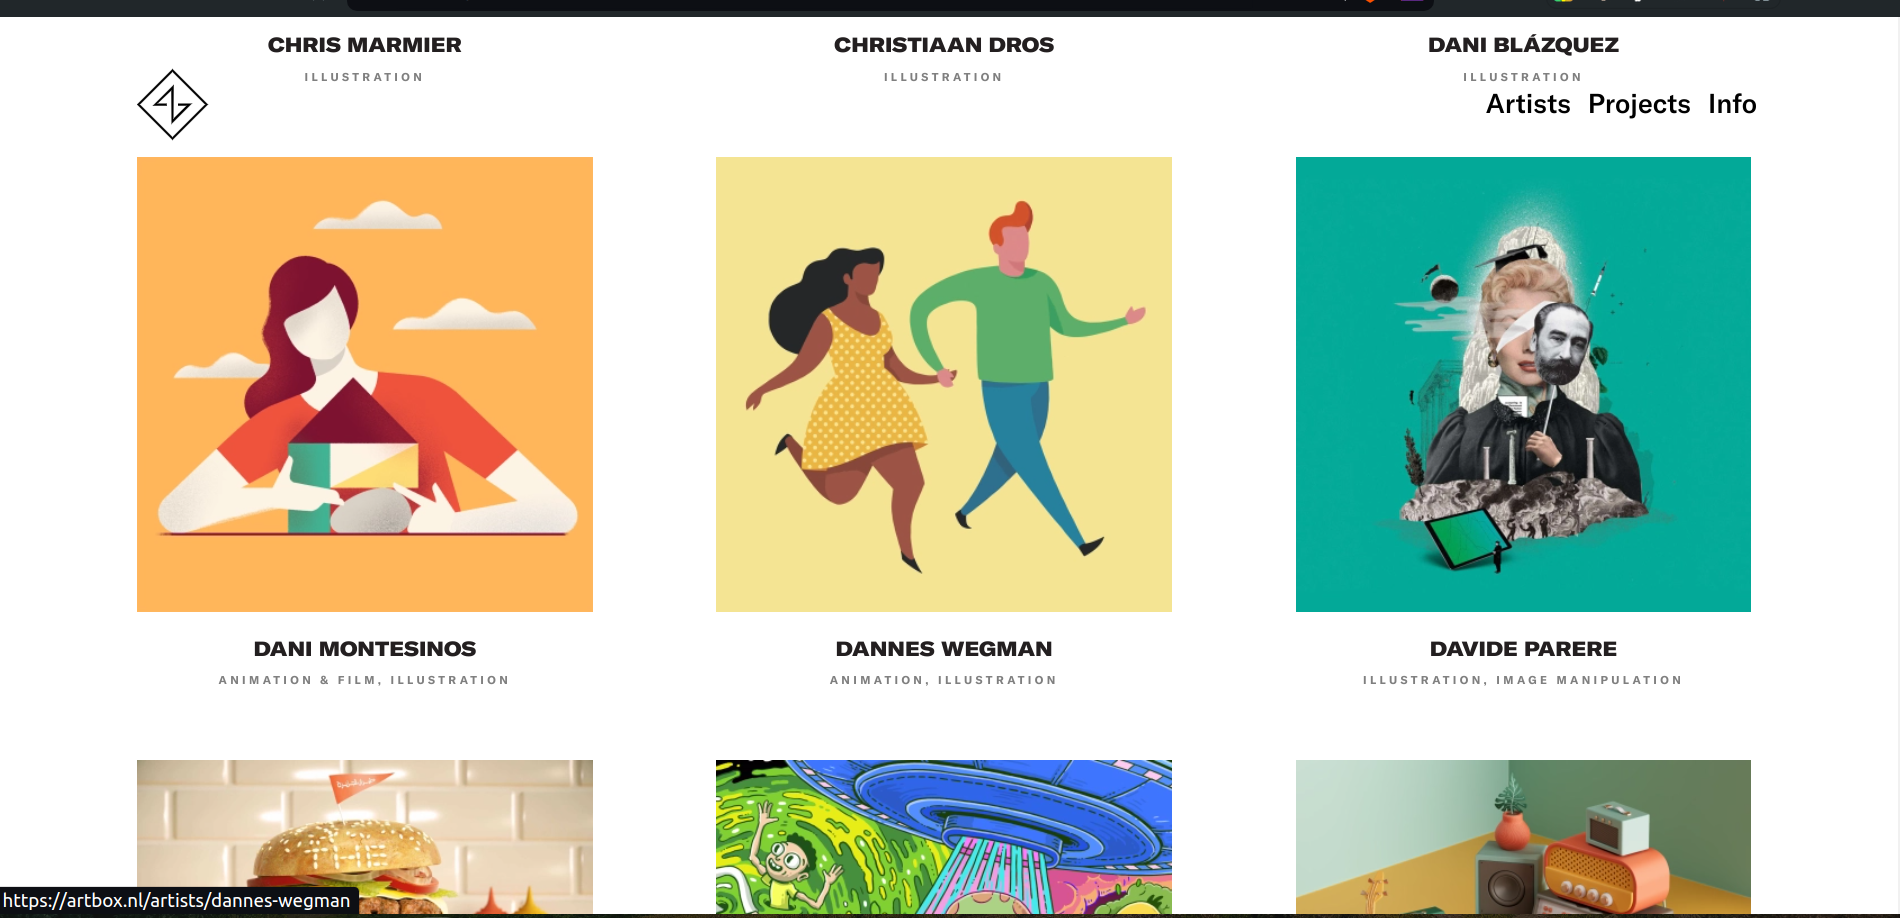 CHRIS MARMIER
ILLUSTRATION
CHRISTIAAN DROS
ILLUSTRATION
DANI BLÁZQUEZ
ILLUSTRATION
Artists Projects Info
DANI MONTESINOS
ANIMATION & FILM, ILLUSTRATION
DANNES WEGMAN
ANIMATION, ILLUSTRATION
DAVIDE PARERE
ILLUSTRATION, IMAGE MANIPULATION
THE
https://artbox.nl/artists/dannes-wegman